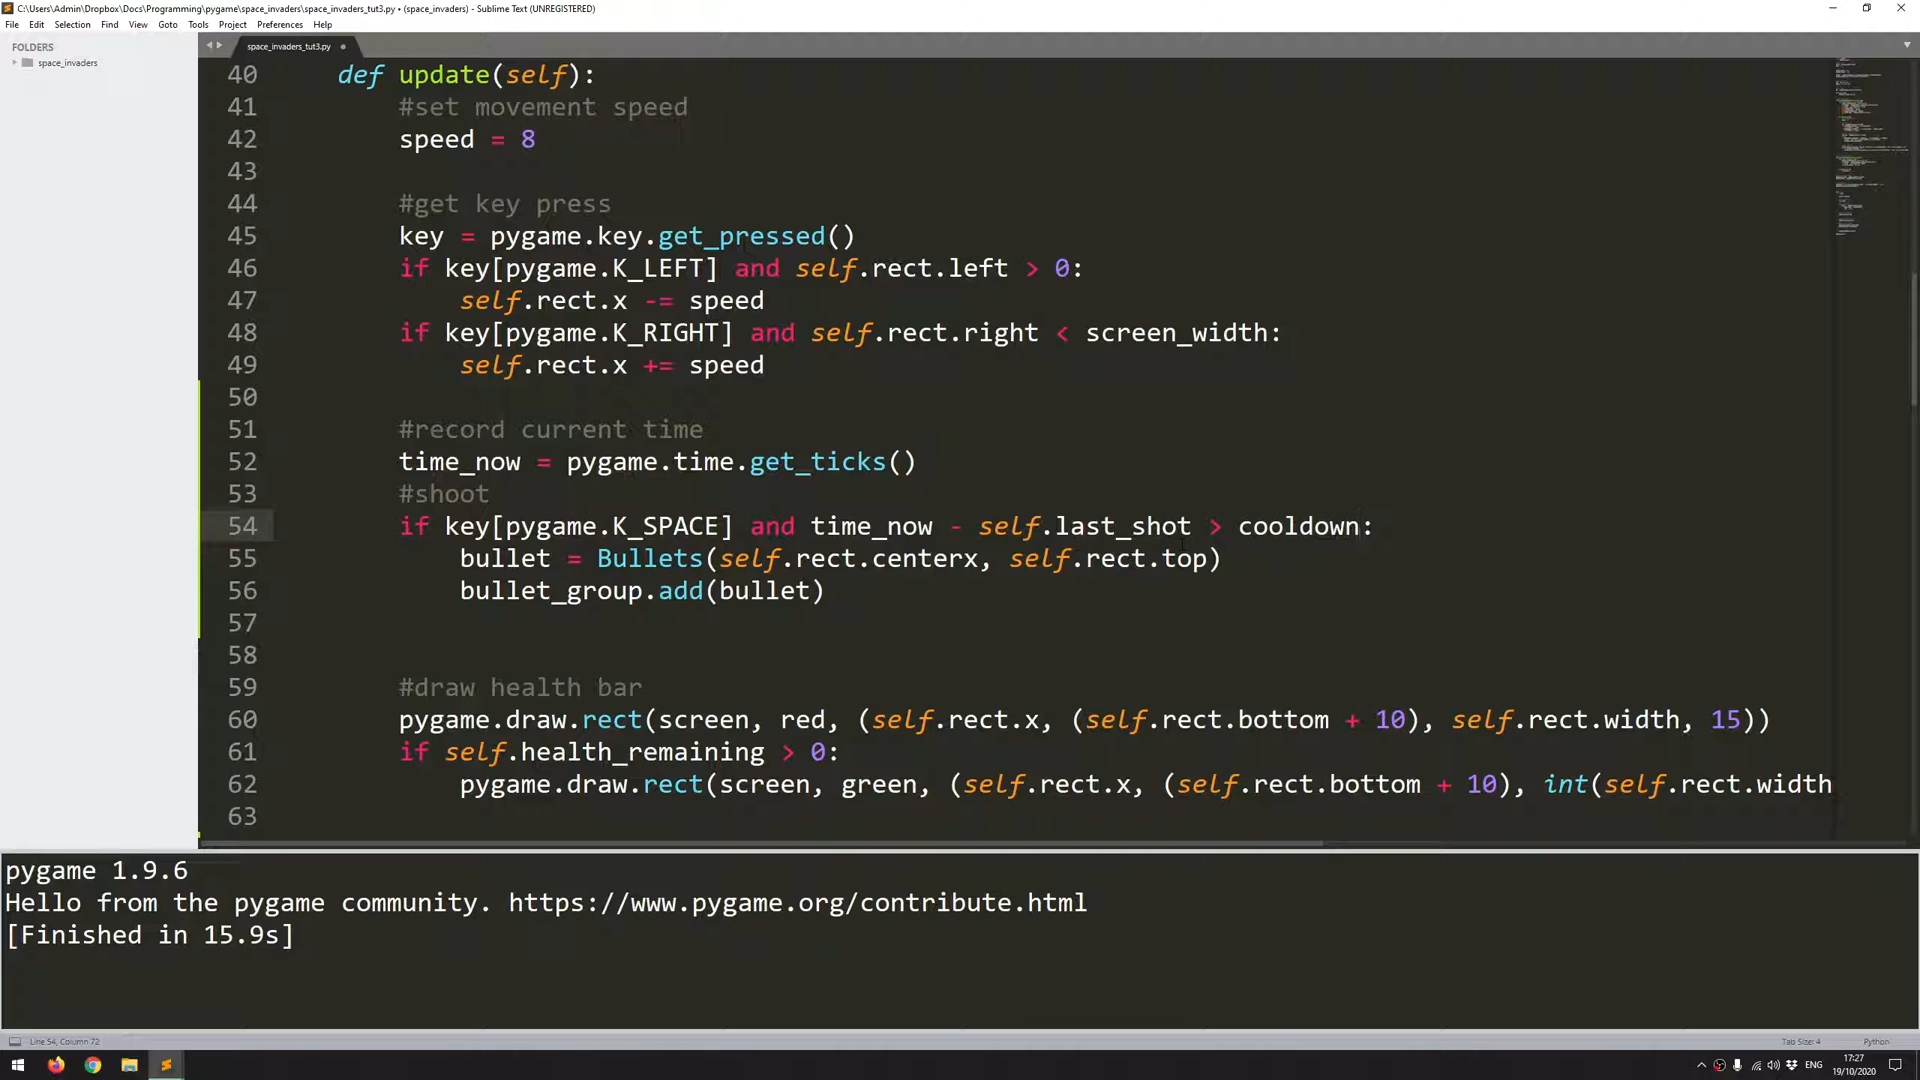 C:\Users\Admin\Dropbox\Docs\Programming\pygame\space_invaders\space_invaders_tut3.py • (space_invaders) - Sublime Text (UNREGISTERED)
File Edit Selection Find View Goto Tools Project Preferences Help
FOLDERS
space_invaders
space_invaders_tut3.py
40 def update(self):
41 #set movement speed
42 speed = 8
43
44 #get key press
45 key = pygame.key.get_pressed()
46 if key[pygame.K_LEFT] and self.rect.left > 0:
47 self.rect.x -= speed
48 if key[pygame.K_RIGHT] and self.rect.right < screen_width:
49 self.rect.x += speed
50
51 #record current time
52 time_now = pygame.time.get_ticks()
53 #shoot
54 if key[pygame.K_SPACE] and time_now - self.last_shot > cooldown:
55 bullet = Bullets(self.rect.centerx, self.rect.top)
56 bullet_group.add(bullet)
57
58
59 #draw health bar
60 pygame.draw.rect(screen, red, (self.rect.x, (self.rect.bottom + 10), self.rect.width, 15))
61 if self.health_remaining > 0:
62 pygame.draw.rect(screen, green, (self.rect.x, (self.rect.bottom + 10), int(self.rect.width
63
pygame 1.9.6
Hello from the pygame community. https://www.pygame.org/contribute.html
[Finished in 15.9s]
Line 54, Column 72
Tab Size: 4
Python
ENG
17:27
19/10/2020